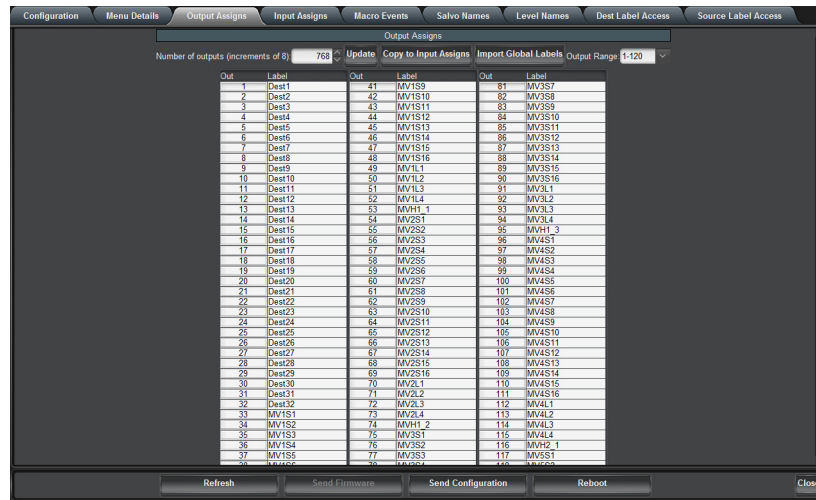 Configuration Menu Details Output Assigns Input Assigns Macro Events Salvo Names Level Names Dest Label Access Source Label Access
Output Assigns
Number of outputs (increments of 8): 768 Update Copy to Input Assigns Import Global Labels Output Range 1-120
Out Label Out Label Out Label
1 Dest1 41 MV1S9 81 MV3S7
2 Dest2 42 MV1S10 82 MV3S8
3 Dest3 43 MV1S11 83 MV3S9
4 Dest4 44 MV1S12 84 MV3S10
5 Dest5 45 MV1S13 85 MV3S11
6 Dest6 46 MV1S14 86 MV3S12
7 Dest7 47 MV1S15 87 MV3S13
8 Dest8 48 MV1S16 88 MV3S14
9 Dest9 49 MV1L1 89 MV3S15
10 Dest10 50 MV1L2 90 MV3S16
11 Dest11 51 MV1L3 91 MV3L1
12 Dest12 52 MV1L4 92 MV3L2
13 Dest13 53 MVH1_1 93 MV3L3
14 Dest14 54 MV2S1 94 MV3L4
15 Dest15 55 MV2S2 95 MVH1_3
16 Dest16 56 MV2S3 96 MV4S1
17 Dest17 57 MV2S4 97 MV4S2
18 Dest18 58 MV2S5 98 MV4S3
19 Dest19 59 MV2S6 99 MV4S4
20 Dest20 60 MV2S7 100 MV4S5
21 Dest21 61 MV2S8 101 MV4S6
22 Dest22 62 MV2S9 102 MV4S7
23 Dest23 63 MV2S10 103 MV4S8
24 Dest24 64 MV2S11 104 MV4S9
25 Dest25 65 MV2S12 105 MV4S10
26 Dest26 66 MV2S13 106 MV4S11
27 Dest27 67 MV2S14 107 MV4S12
28 Dest28 68 MV2S15 108 MV4S13
29 Dest29 69 MV2S16 109 MV4S14
30 Dest30 70 MV2L1 110 MV4S15
31 Dest31 71 MV2L2 111 MV4S16
32 Dest32 72 MV2L3 112 MV4L1
33 MV1S1 73 MV2L4 113 MV4L2
34 MV1S2 74 MVH1_2 114 MV4L3
35 MV1S3 75 MV3S1 115 MV4L4
36 MV1S4 76 MV3S2 116 MVH2_1
37 MV1S5 77 MV3S3 117 MV5S1
Refresh Send Firmware Send Configuration Reboot Clos